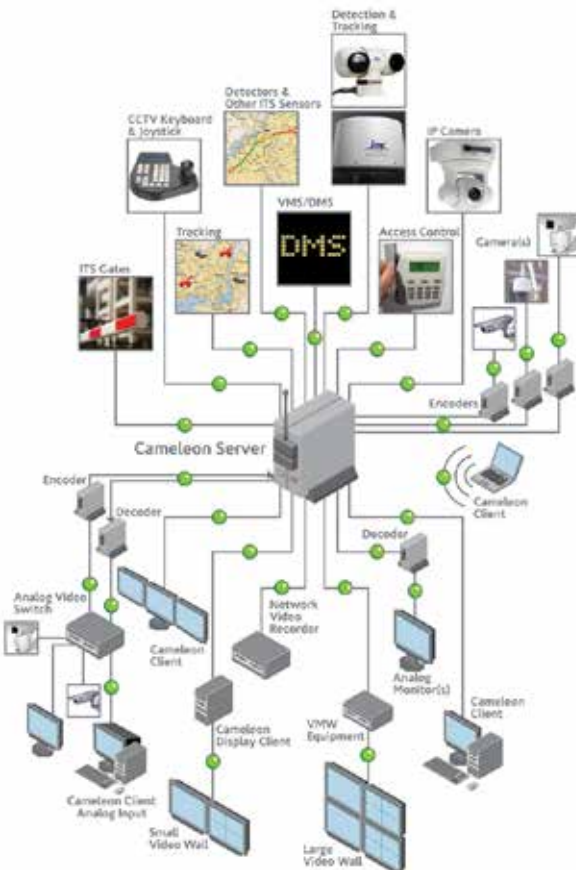 Detection &
Tracking
Detectors &
Other ITS Sensors
CCTV Keyboard
& Joystick
IP Camera
VMS/DMS
DMS
Tracking
Access Control
Camera(s)
ITS Gates
Encoders
Cameleon Server
Cameleon
Client
Encoder
Decoder
Decoder
Analog Video
Switch
Network
Video
Recorder
Cameleon
Client
Analog
Monitor(s)
Cameleon
Client
Cameleon
Display Client
VMW
Equipment
Cameleon Client
Analog Input
Small
Video Wall
Large
Video Wall